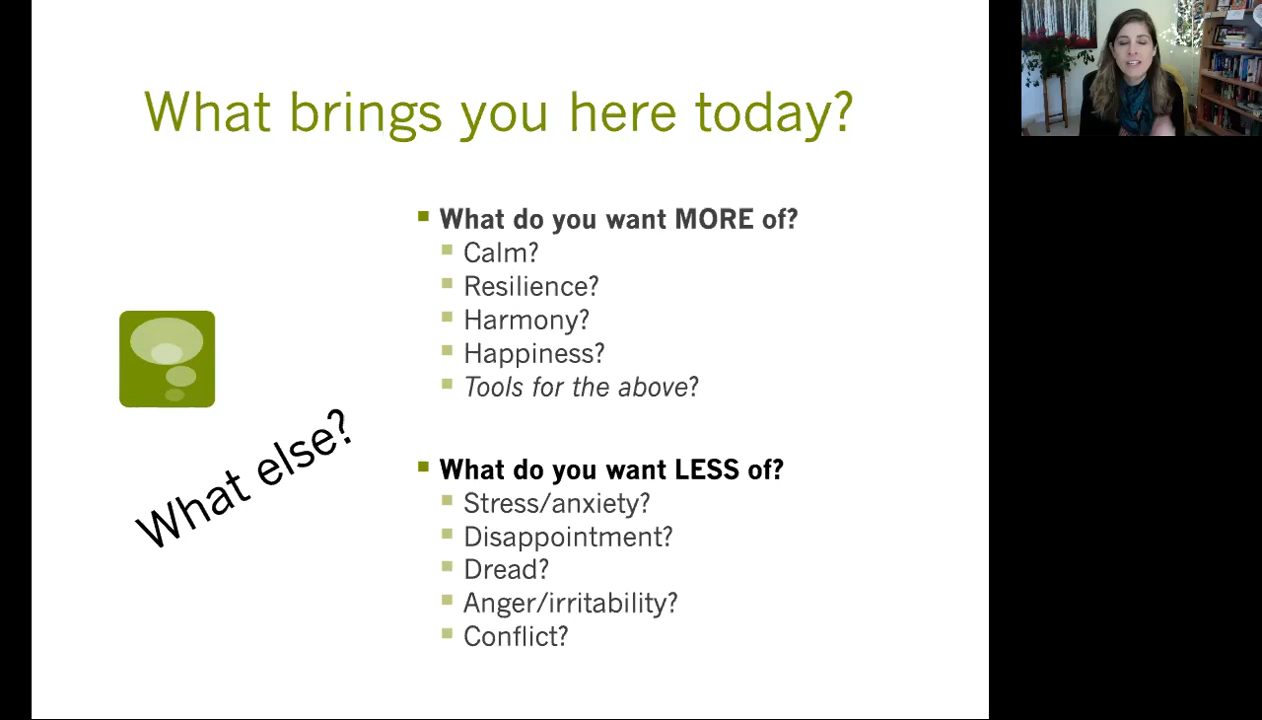 What brings you here today?
What do you want MORE of?
Calm?
Resilience?
Harmony?
Happiness?
Tools for the above?
What else?
What do you want LESS of?
Stress/anxiety?
Disappointment?
Dread?
Anger/irritability?
Conflict?